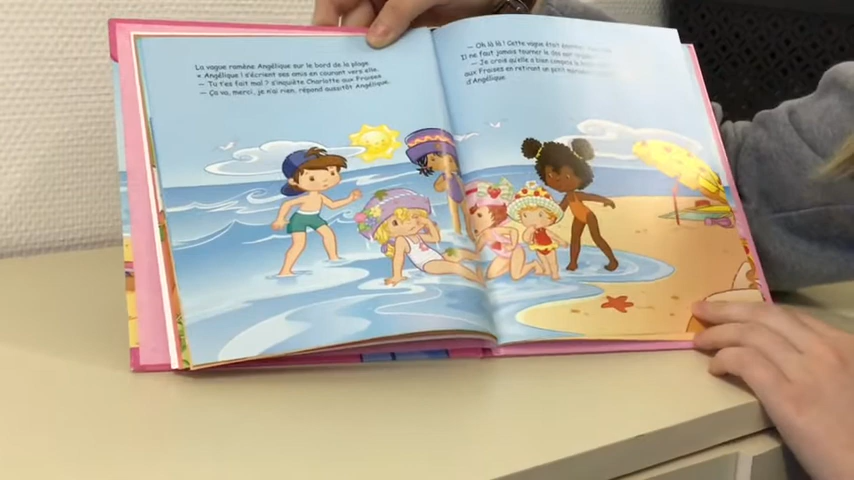 La vague ramène Angélique sur le bord de la plage.
« Angélique ! s'écrient ses amis en courant vers elle.
– Tu t'es fait mal ? s'inquiète Charlotte aux Fraises.
– Ça va, merci, je n'ai rien, répond aussitôt Angélique.
– Oh là là ! Cette vague était
Il ne faut jamais tourner le dos
– Je crois qu'elle a bien compris la
aux Fraises en retirant un petit
d'Angélique.